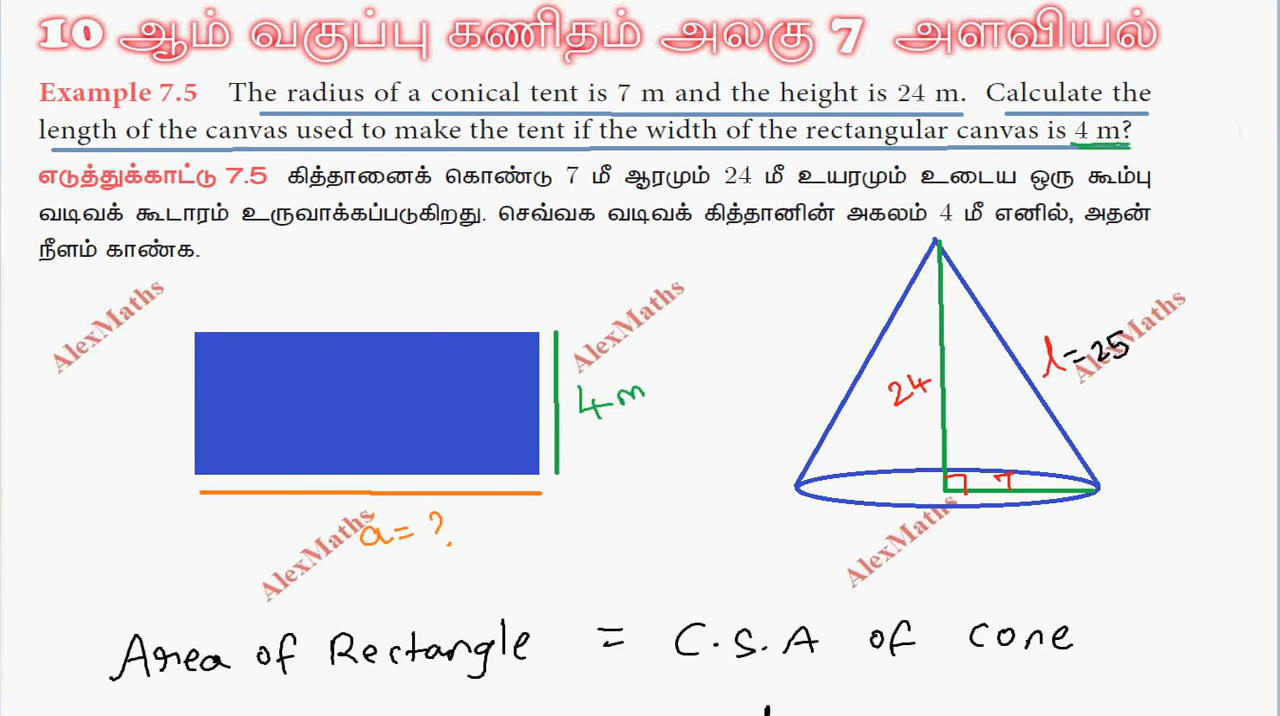 10 ஆம் வகுப்பு கணிதம் அலகு 7 அளவியல்
Example 7.5 The radius of a conical tent is 7 m and the height is 24 m. Calculate the
length of the canvas used to make the tent if the width of the rectangular canvas is 4 m?
எடுத்துக்காட்டு 7.5 கித்தானைக் கொண்டு 7 மீ ஆரமும் 24 மீ உயரமும் உடைய ஒரு கூம்பு
வடிவக் கூடாரம் உருவாக்கப்படுகிறது. செவ்வக வடிவக் கித்தானின் அகலம் 4 மீ எனில், அதன்
நீளம் காண்க.
AlexMaths
AlexMaths
AlexMaths
l = 25
24
4m
7
a = ?
AlexMaths
AlexMaths
Area of Rectangle = C.S.A of cone